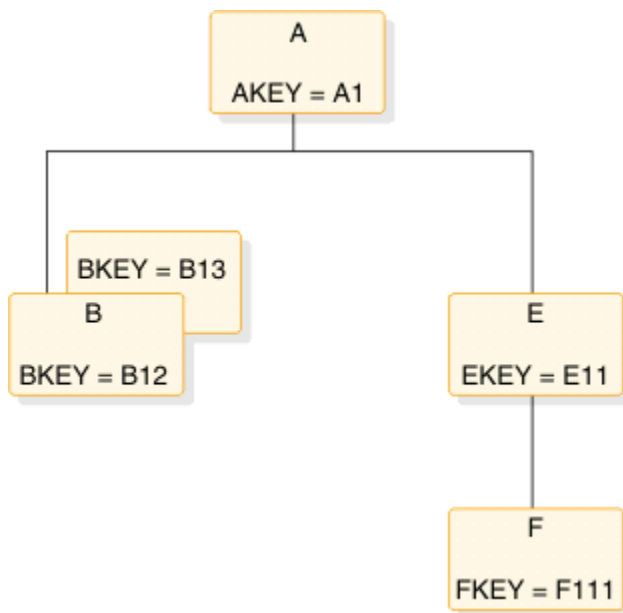 A
AKEY = A1
BKEY = B13
B
BKEY = B12
E
EKEY = E11
F
FKEY = F111